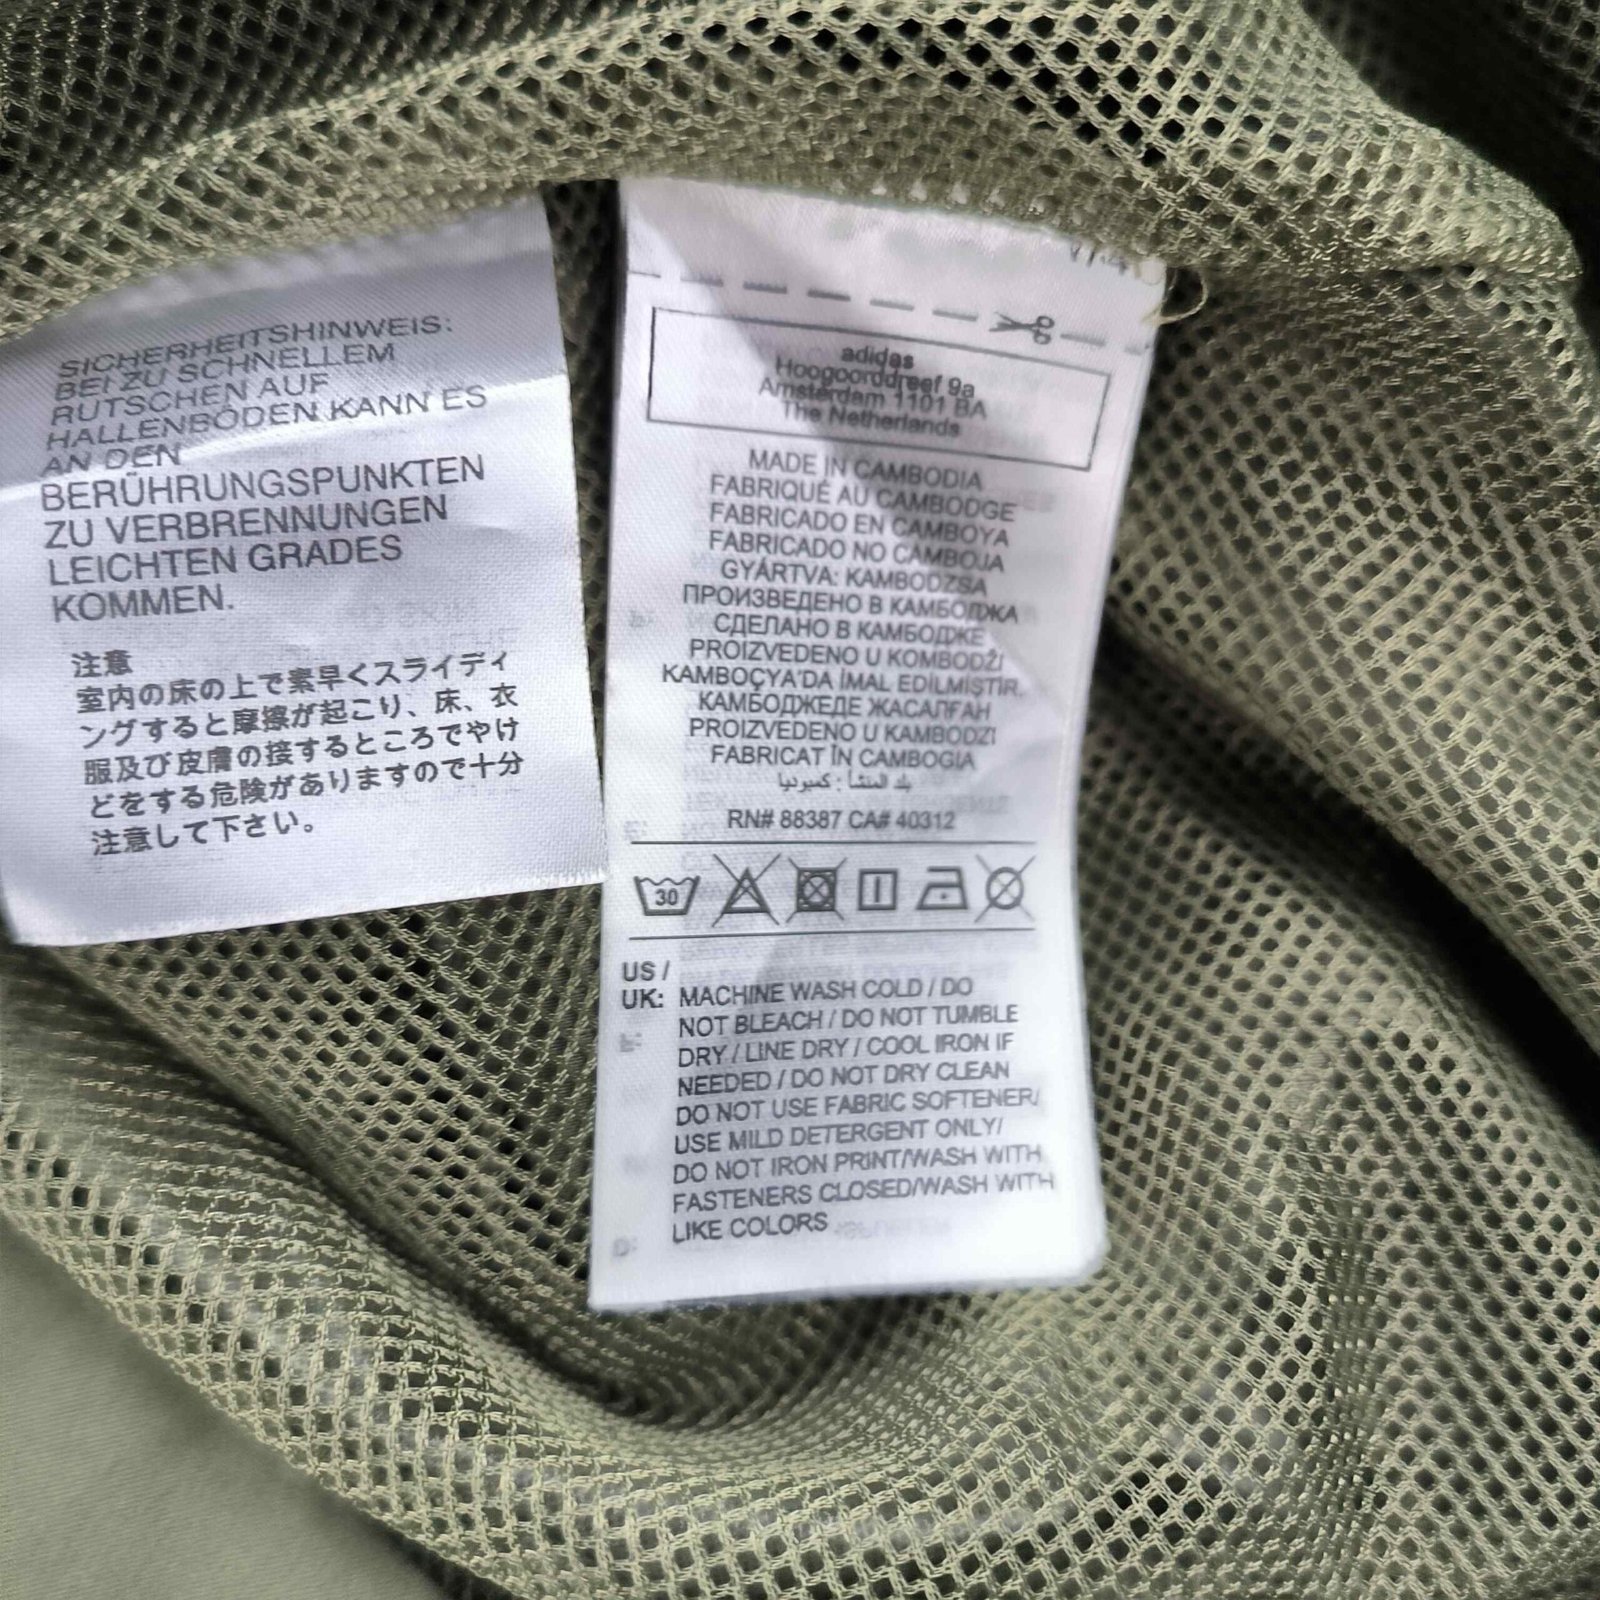 SICHERHEITSHINWEIS:
BEI ZU SCHNELLEM
RUTSCHEN AUF
HALLENBÖDEN KANN ES
AN DEN
BERÜHRUNGSPUNKTEN
ZU VERBRENNUNGEN
LEICHTEN GRADES
KOMMEN.
注意
室内の床の上で素早くスライディ
ングすると摩擦が起こり、床、衣
服及び皮膚の接するところでやけ
どをする危険がありますので十分
注意して下さい。
adidas
Hoogoorddreef 9a
Amsterdam 1101 BA
The Netherlands
MADE IN CAMBODIA
FABRIQUÉ AU CAMBODGE
FABRICADO EN CAMBOYA
FABRICADO NO CAMBOJA
GYÁRTVA: KAMBODZSA
ПРОИЗВЕДЕНО В КАМБОДЖА
СДЕЛАНО В КАМБОДЖЕ
PROIZVEDENO U KOMBODŽI
KAMBOÇYA'DA İMAL EDİLMİŞTİR.
КАМБОДЖЕДЕ ЖАСАЛҒАН
PROIZVEDENO U KAMBODZI
FABRICAT ÎN CAMBOGIA
بلد المنشأ : كمبوديا
RN# 88387 CA# 40312
30
US /
UK: MACHINE WASH COLD / DO
NOT BLEACH / DO NOT TUMBLE
DRY / LINE DRY / COOL IRON IF
NEEDED / DO NOT DRY CLEAN
DO NOT USE FABRIC SOFTENER/
USE MILD DETERGENT ONLY/
DO NOT IRON PRINT/WASH WITH
FASTENERS CLOSED/WASH WITH
LIKE COLORS